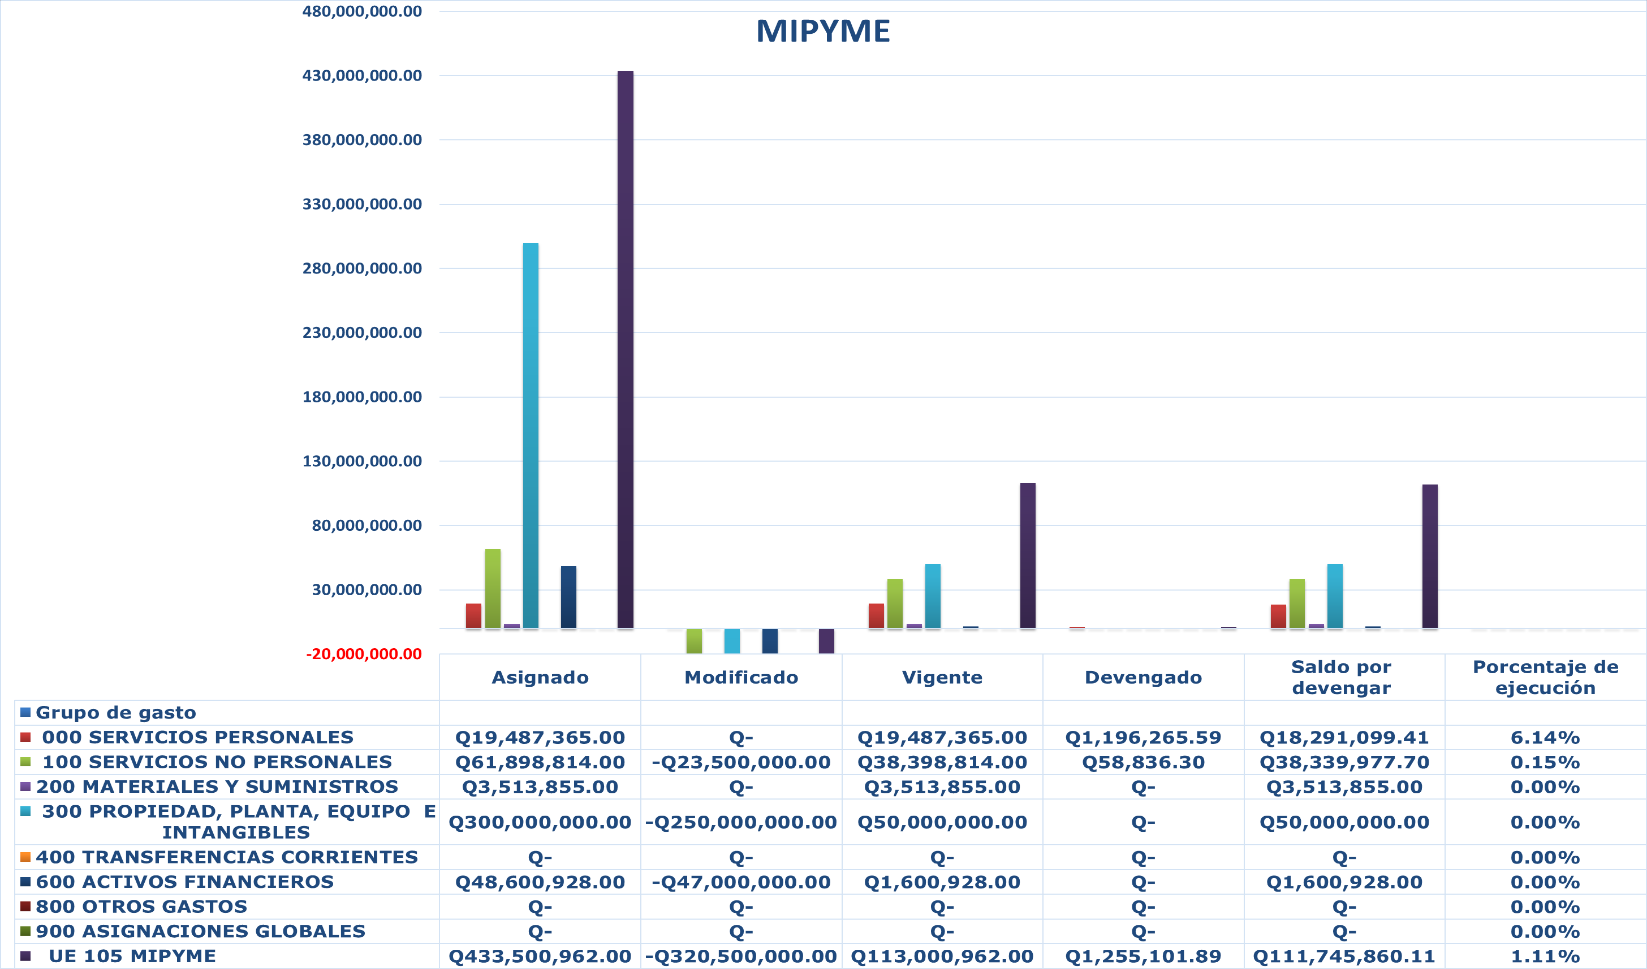 MIPYME
480,000,000.00
430,000,000.00
380,000,000.00
330,000,000.00
280,000,000.00
230,000,000.00
180,000,000.00
130,000,000.00
80,000,000.00
30,000,000.00
-20,000,000.00
Asignado Modificado Vigente Devengado Saldo por devengar Porcentaje de ejecución
Grupo de gasto
000 SERVICIOS PERSONALES Q19,487,365.00 Q- Q19,487,365.00 Q1,196,265.59 Q18,291,099.41 6.14%
100 SERVICIOS NO PERSONALES Q61,898,814.00 -Q23,500,000.00 Q38,398,814.00 Q58,836.30 Q38,339,977.70 0.15%
200 MATERIALES Y SUMINISTROS Q3,513,855.00 Q- Q3,513,855.00 Q- Q3,513,855.00 0.00%
300 PROPIEDAD, PLANTA, EQUIPO E
INTANGIBLES Q300,000,000.00 -Q250,000,000.00 Q50,000,000.00 Q- Q50,000,000.00 0.00%
400 TRANSFERENCIAS CORRIENTES Q- Q- Q- Q- Q- 0.00%
600 ACTIVOS FINANCIEROS Q48,600,928.00 -Q47,000,000.00 Q1,600,928.00 Q- Q1,600,928.00 0.00%
800 OTROS GASTOS Q- Q- Q- Q- Q- 0.00%
900 ASIGNACIONES GLOBALES Q- Q- Q- Q- Q- 0.00%
UE 105 MIPYME Q433,500,962.00 -Q320,500,000.00 Q113,000,962.00 Q1,255,101.89 Q111,745,860.11 1.11%